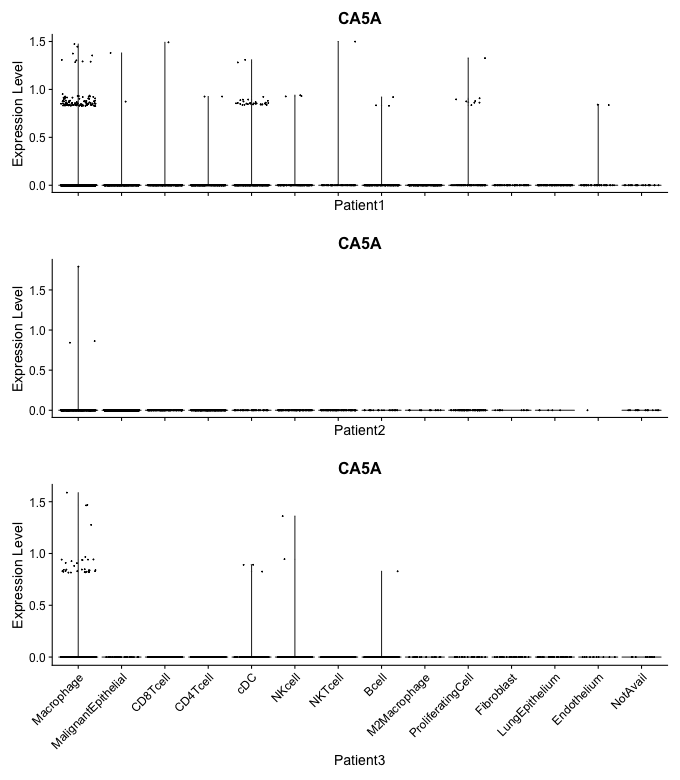 CA5A
Expression Level
1.5
1.0
0.5
0.0
Patient1
CA5A
Expression Level
1.5
1.0
0.5
0.0
Patient2
CA5A
Expression Level
1.5
1.0
0.5
0.0
Macrophage
MalignantEpithelial
CD8Tcell
CD4Tcell
cDC
NKcell
NKTcell
Bcell
M2Macrophage
ProliferatingCell
Fibroblast
LungEpithelium
Endothelium
NotAvail
Patient3